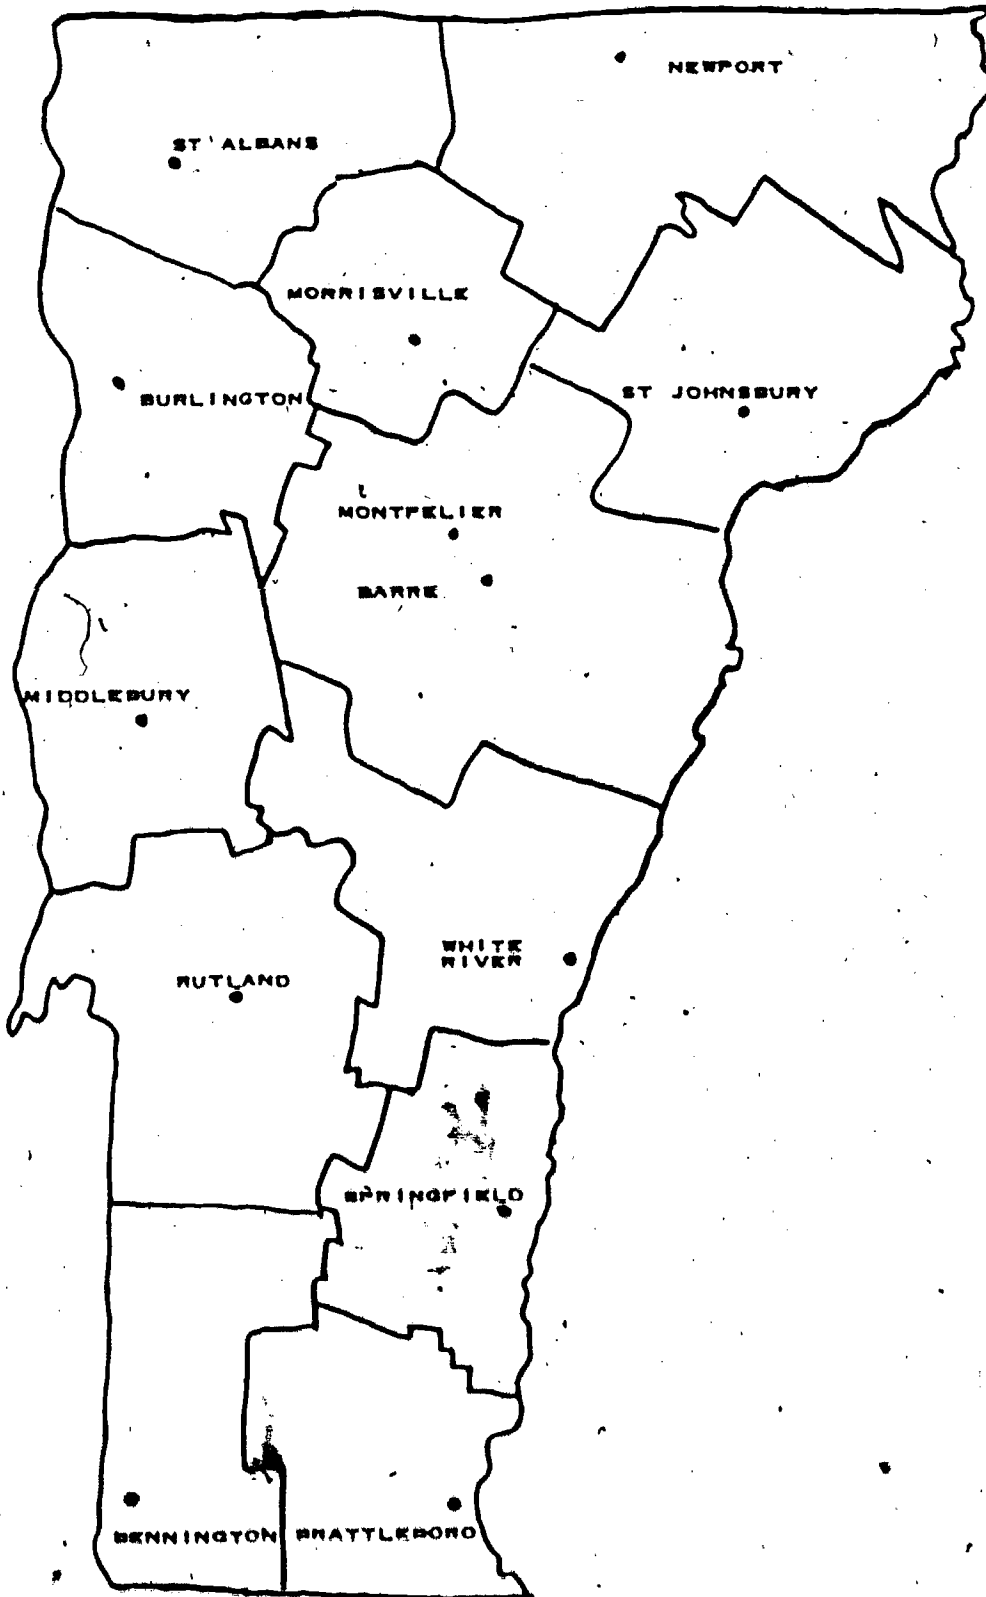 NEWPORT
ST ALBANS
MORRISVILLE
BURLINGTON
ST JOHNSBURY
MONTPELIER
BARRE
MIDDLEBURY
WHITE
RIVER
RUTLAND
SPRINGFIELD
BENNINGTON
BRATTLEBORO